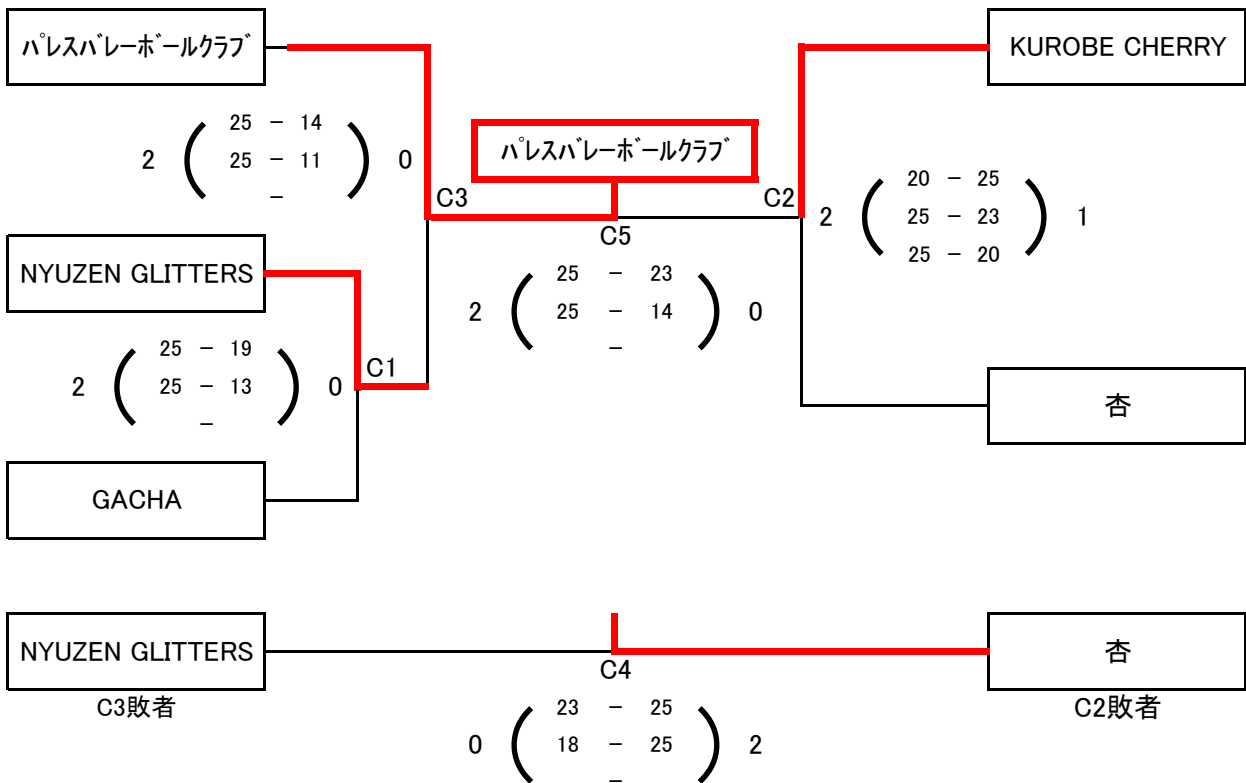 ﾊﾟﾚｽﾊﾞﾚｰﾎﾞｰﾙｸﾗﾌﾞ
KUROBE CHERRY
2 ( 25 － 14 ) 0
25 － 11
－
ﾊﾟﾚｽﾊﾞﾚｰﾎﾞｰﾙｸﾗﾌﾞ
C3
C2
C5
2 ( 20 － 25 ) 1
25 － 23
25 － 20
NYUZEN GLITTERS
2 ( 25 － 23 ) 0
25 － 14
－
C1
2 ( 25 － 19 ) 0
25 － 13
－
杏
GACHA
NYUZEN GLITTERS
C3敗者
C4
杏
C2敗者
0 ( 23 － 25 ) 2
18 － 25
－